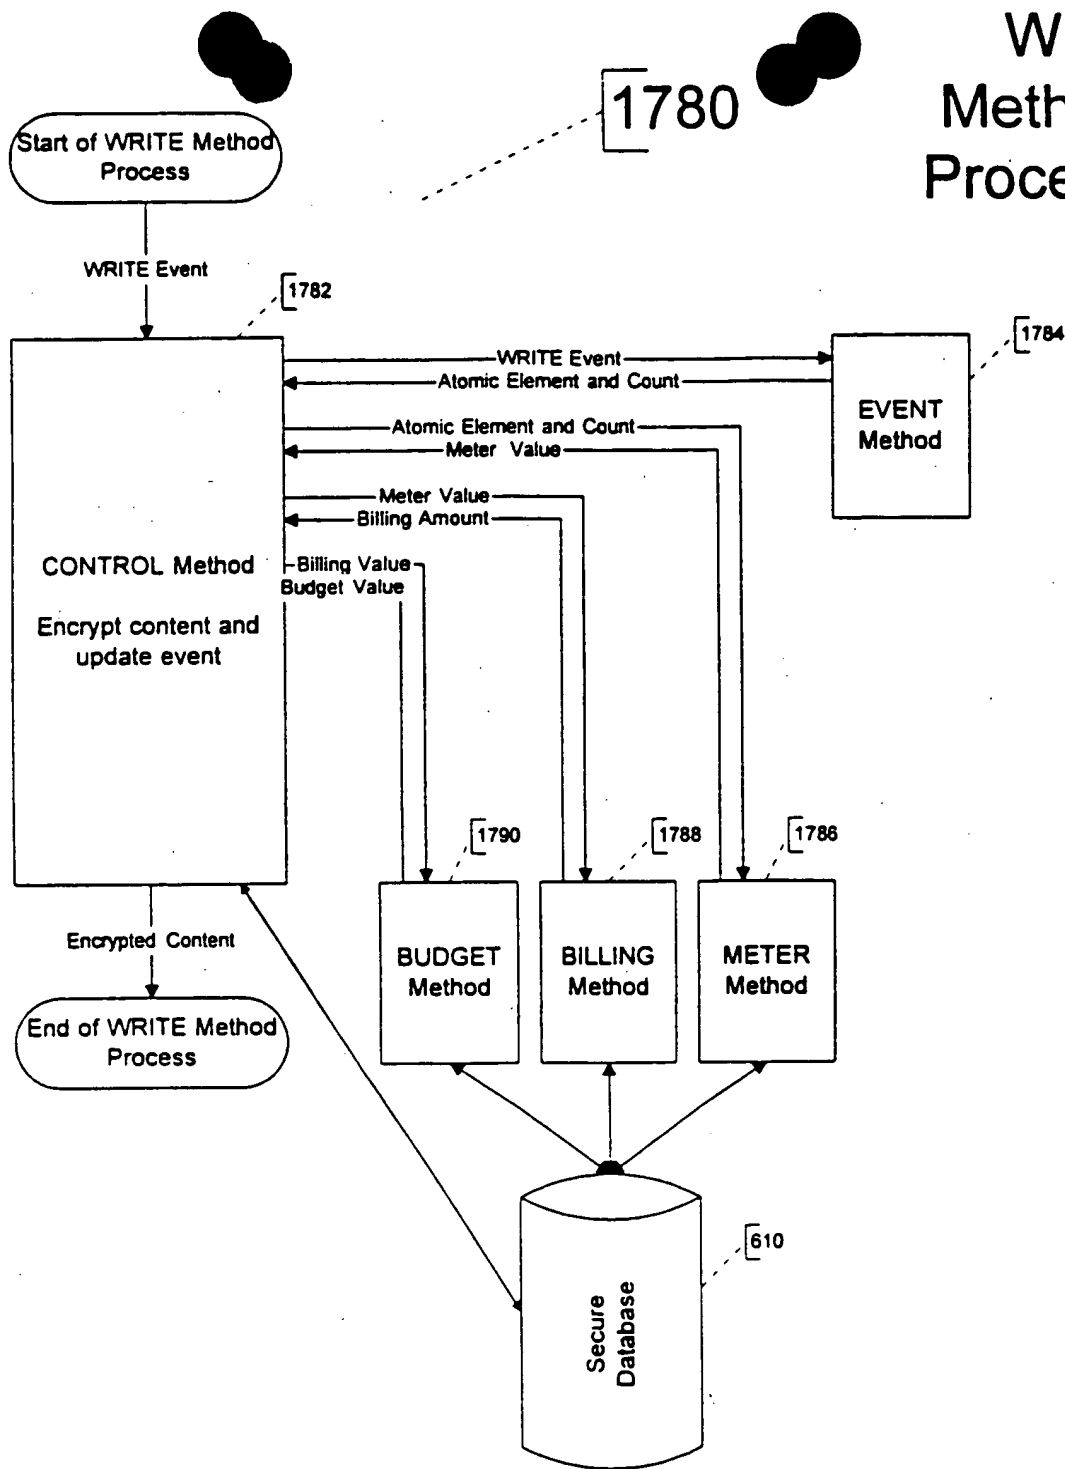 W
Meth
Proce
1780
Start of WRITE Method
Process
WRITE Event
1782
1784
WRITE Event
Atomic Element and Count
EVENT
Method
Atomic Element and Count
Meter Value
Meter Value
Billing Amount
CONTROL Method
Encrypt content and
update event
Billing Value
Budget Value
1790
1788
1786
Encrypted Content
BUDGET
Method
BILLING
Method
METER
Method
End of WRITE Method
Process
610
Secure
Database